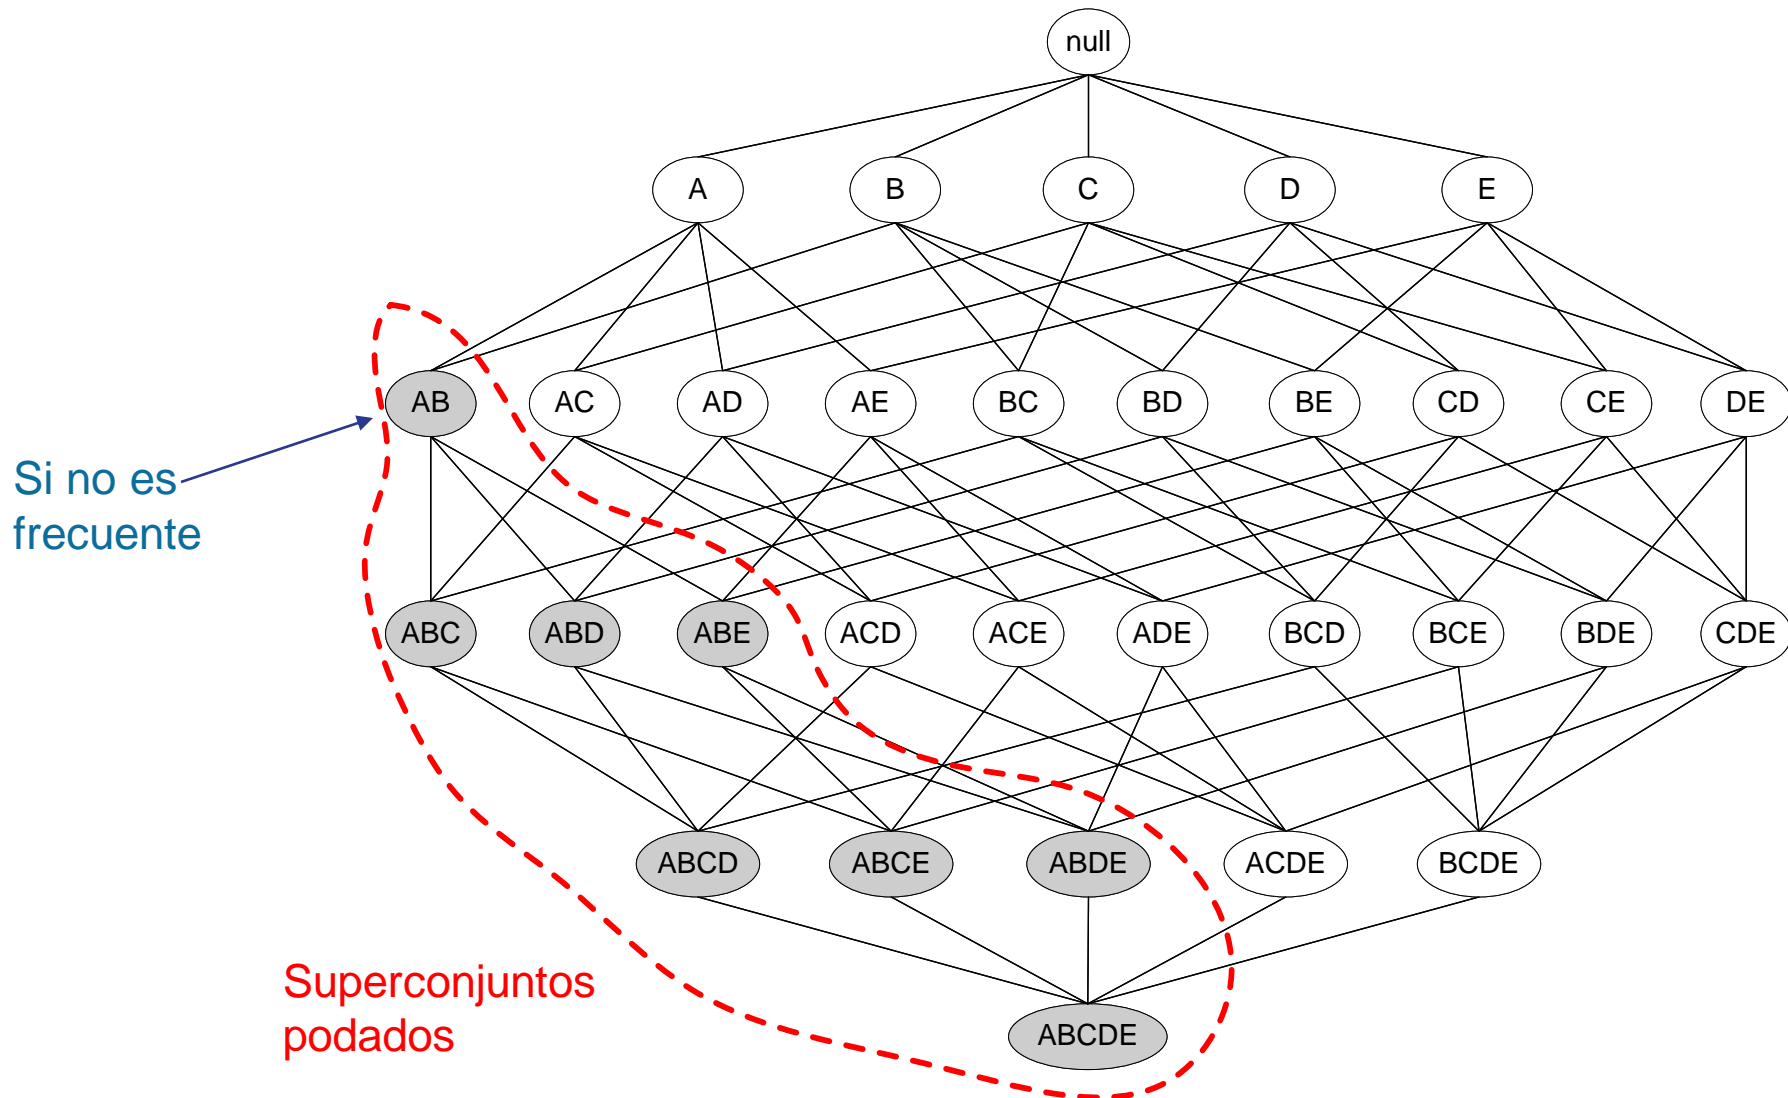 null
A B C D E
AB AC AD AE BC BD BE CD CE DE
Si no es
frecuente
ABC ABD ABE ACD ACE ADE BCD BCE BDE CDE
ABCD ABCE ABDE ACDE BCDE
Superconjuntos
podados
ABCDE